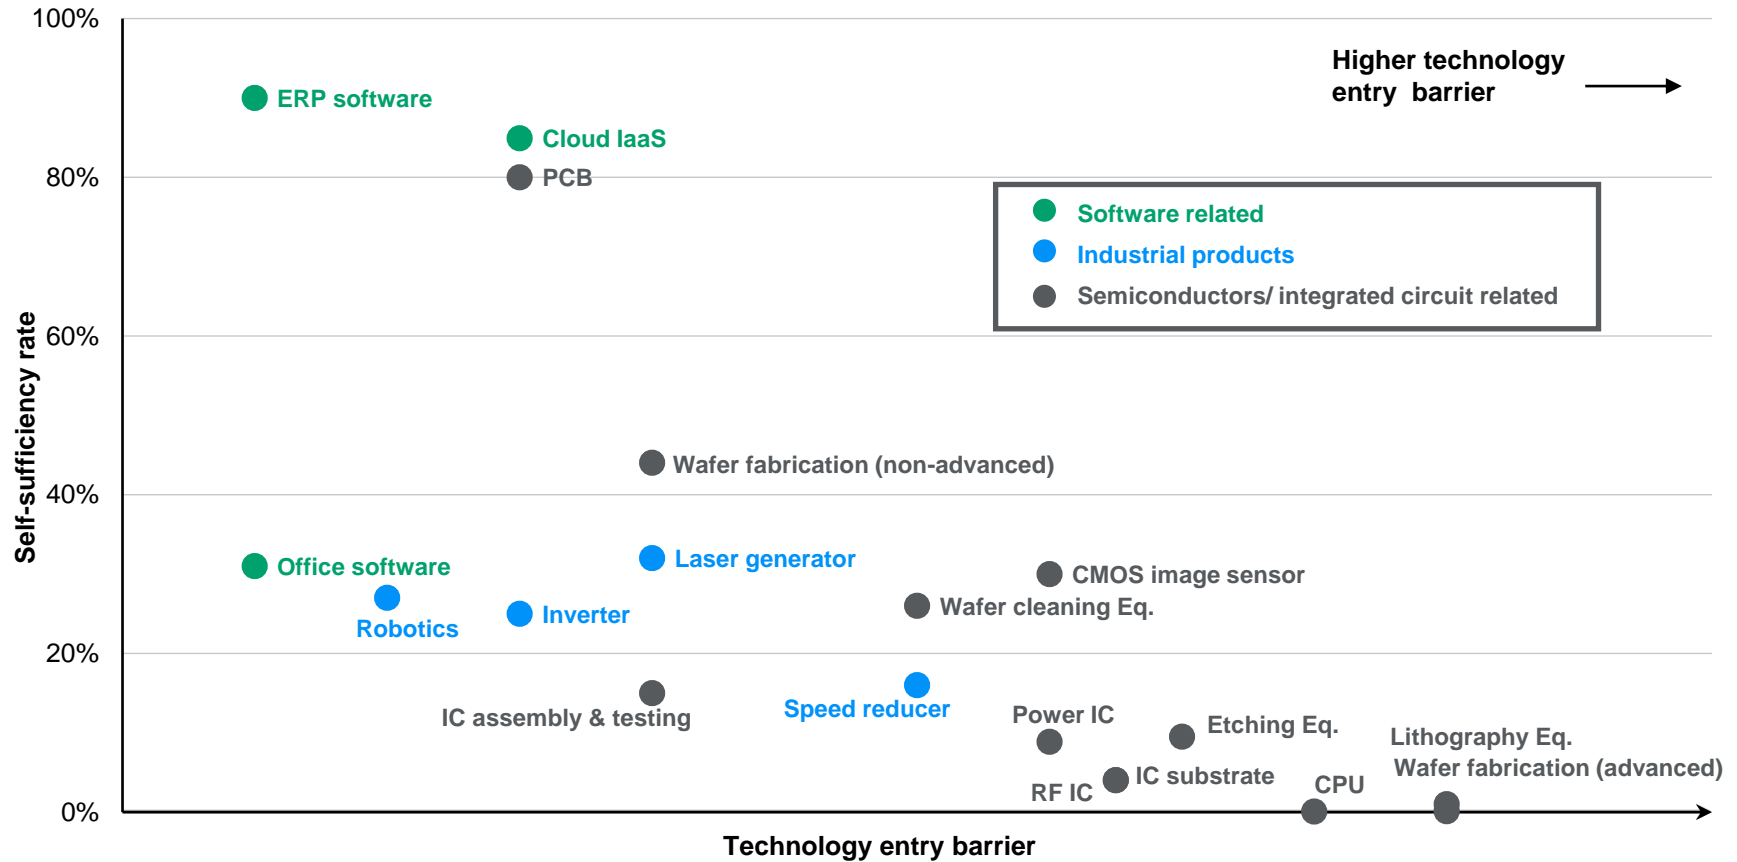 100%
Higher technology
entry barrier
ERP software
Cloud IaaS
80%
PCB
Software related
Industrial products
Semiconductors/ integrated circuit related
60%
Self-sufficiency rate
Wafer fabrication (non-advanced)
40%
Laser generator
Office software
CMOS image sensor
Wafer cleaning Eq.
Robotics
Inverter
20%
IC assembly & testing
Speed reducer
Power IC
Etching Eq.
Lithography Eq.
Wafer fabrication (advanced)
IC substrate
RF IC
CPU
0%
Technology entry barrier